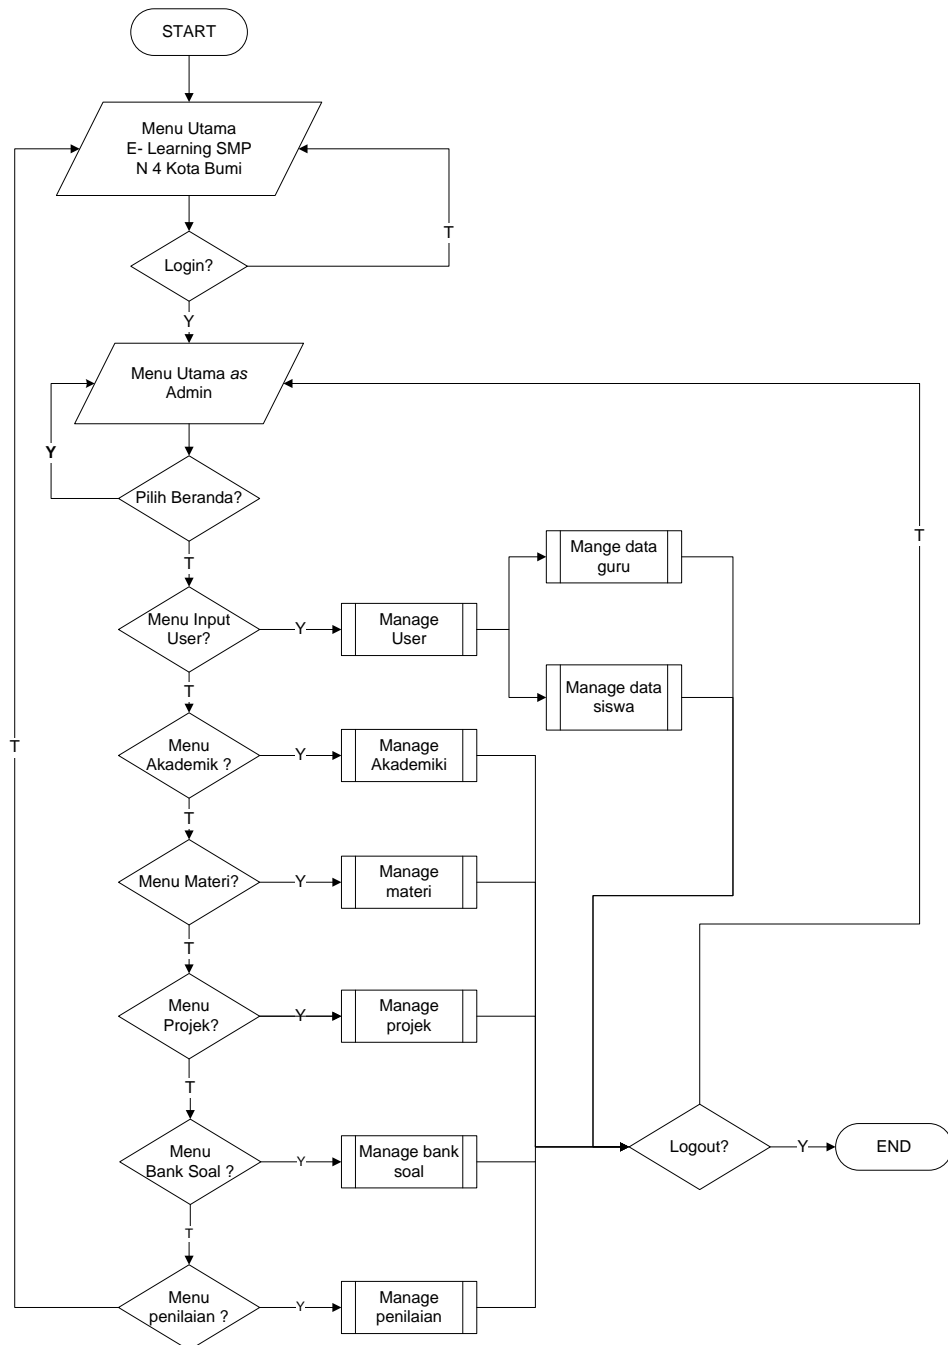 START
Menu Utama
E- Learning SMP
N 4 Kota Bumi
T
Login?
Y
Menu Utama as
Admin
Y
Pilih Beranda?
T
T
Mange data
guru
Menu Input
User?
Y
Manage
User
Manage data
siswa
T
T
Menu
Akademik ?
Y
Manage
Akademiki
T
Menu Materi?
Y
Manage
materi
T
Menu
Projek?
Y
Manage
projek
T
Menu
Bank Soal ?
Y
Manage bank
soal
Logout?
Y
END
T
Menu
penilaian ?
Y
Manage
penilaian